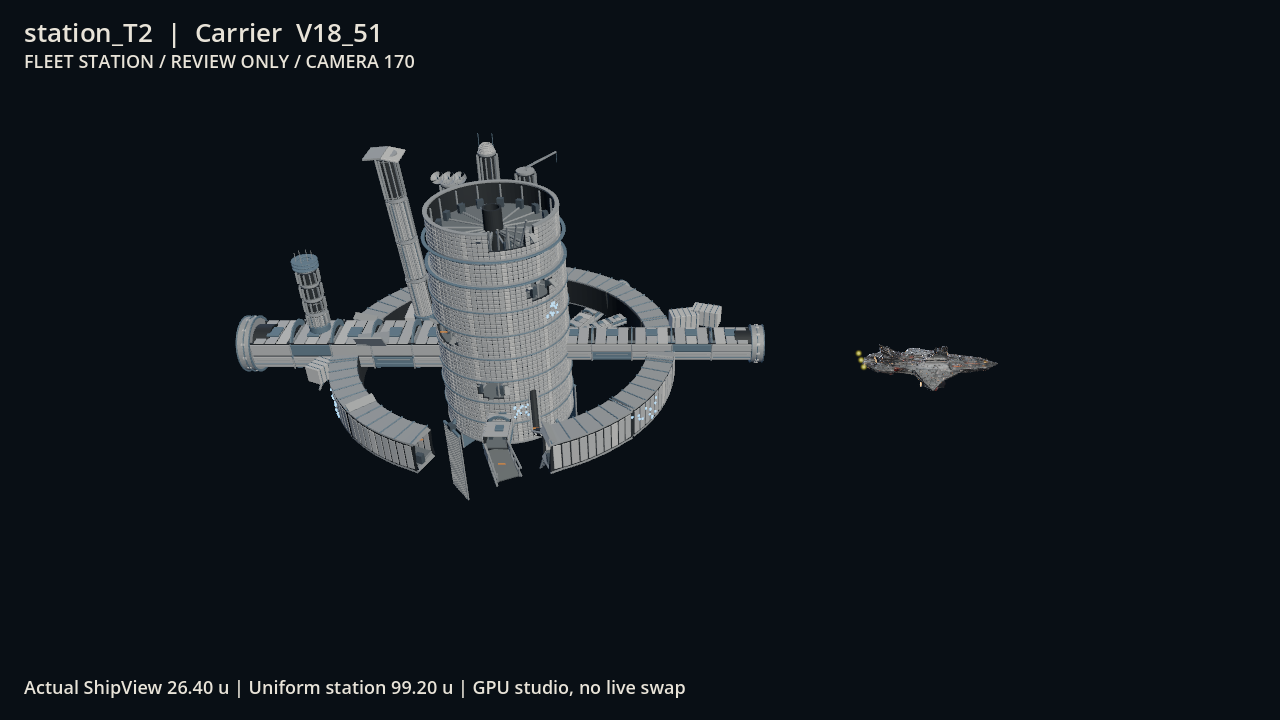 station_T2 | Carrier V18_51
FLEET STATION / REVIEW ONLY / CAMERA 170
Actual ShipView 26.40 u | Uniform station 99.20 u | GPU studio, no live swap